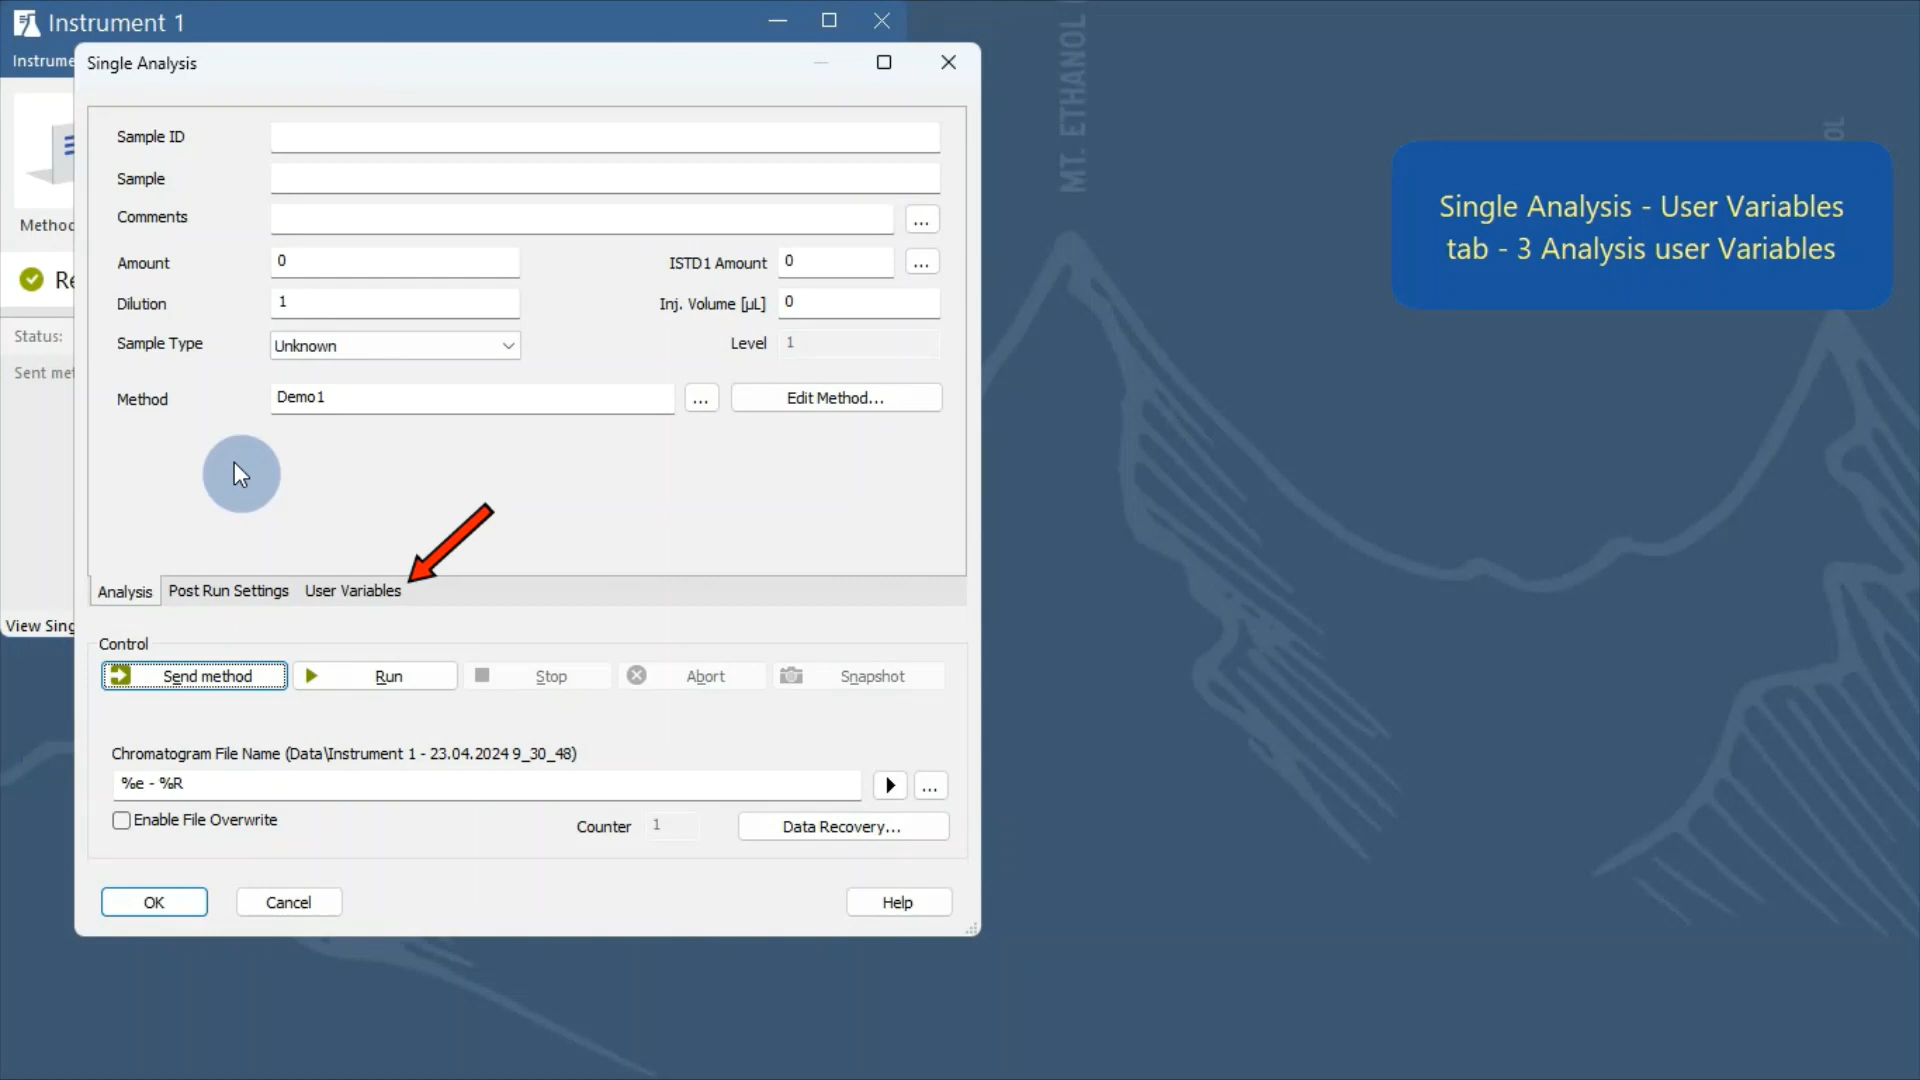 Instrument 1
Single Analysis
Sample ID
Sample
Comments
...
Amount
0
ISTD1 Amount
0
...
Dilution
1
Inj. Volume [µL]
0
Sample Type
Unknown
Level
1
Method
Demo1
...
Edit Method...
Analysis
Post Run Settings
User Variables
Control
Send method
Run
Stop
Abort
Snapshot
Chromatogram File Name (Data\Instrument 1 - 23.04.2024 9_30_48)
%e - %R
...
Enable File Overwrite
Counter
1
Data Recovery...
OK
Cancel
Help
Instrume
Metho
Re
Status:
Sent me
View Sing
MT. ETHANOL
OL
Single Analysis - User Variables
tab - 3 Analysis user Variables